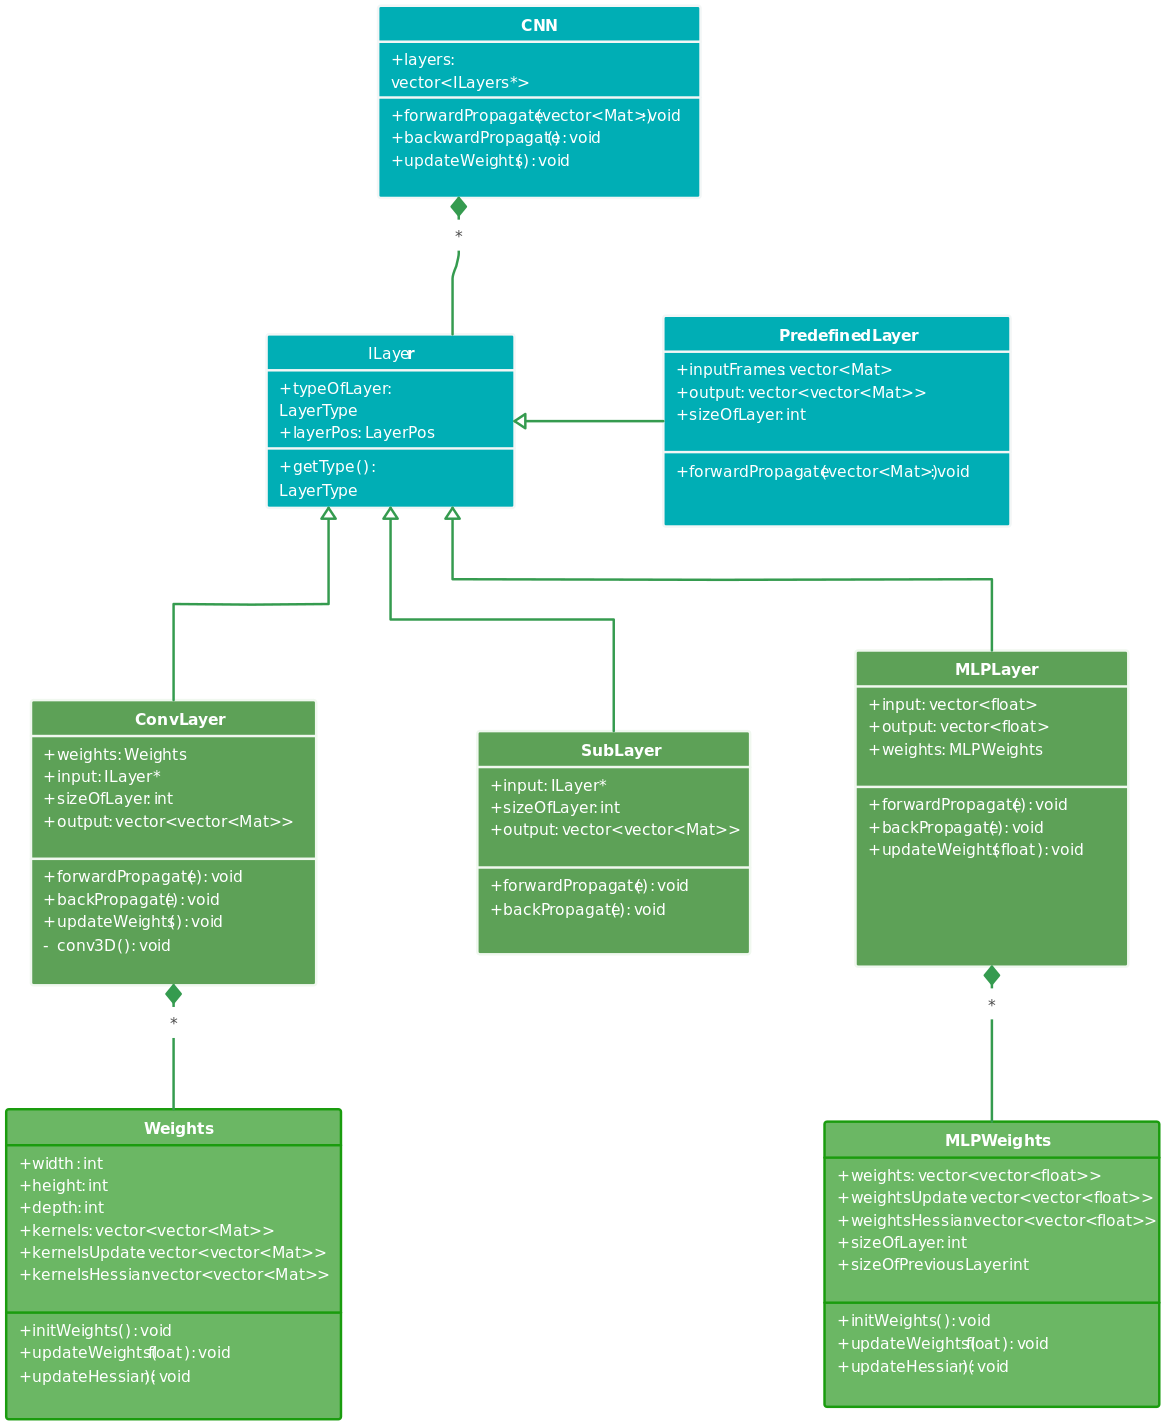 CNN
+layers:
vector<ILayers*>
+forwardPropagate(vector<Mat>):void
+backwardPropagate():void
+updateWeights():void
*
ILayer
+typeOfLayer:
LayerType
+layerPos: LayerPos
+getType():
LayerType
PredefinedLayer
+inputFrames: vector<Mat>
+output: vector<vector<Mat>>
+sizeOfLayer: int
+forwardPropagate(vector<Mat>):void
ConvLayer
+weights: Weights
+input: ILayer*
+sizeOfLayer: int
+output: vector<vector<Mat>>
+forwardPropagate(): void
+backPropagate(): void
+updateWeights(): void
- conv3D(): void
*
SubLayer
+input: ILayer*
+sizeOfLayer: int
+output: vector<vector<Mat>>
+forwardPropagate(): void
+backPropagate(): void
MLPLayer
+input: vector<float>
+output: vector<float>
+weights: MLPWeights
+forwardPropagate(): void
+backPropagate(): void
+updateWeights(float): void
*
Weights
+width: int
+height: int
+depth: int
+kernels: vector<vector<Mat>>
+kernelsUpdate: vector<vector<Mat>>
+kernelsHessian: vector<vector<Mat>>
+initWeights(): void
+updateWeights(float): void
+updateHessian(): void
MLPWeights
+weights: vector<vector<float>>
+weightsUpdate: vector<vector<float>>
+weightsHessian: vector<vector<float>>
+sizeOfLayer: int
+sizeOfPreviousLayer: int
+initWeights(): void
+updateWeights(float): void
+updateHessian(): void